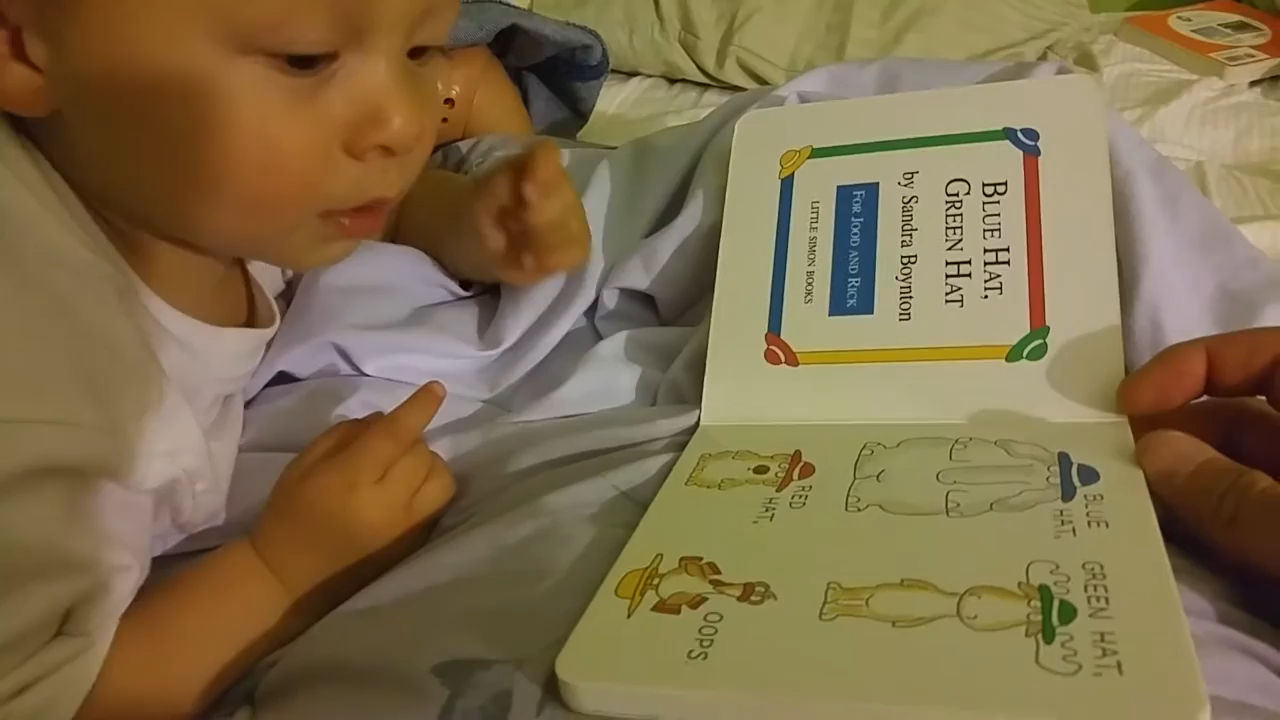 BLUE HAT,
GREEN HAT
by Sandra Boynton
FOR JOOD AND RICK
LITTLE SIMON BOOKS
BLUE
HAT,
GREEN HAT,
RED
HAT,
OOPS.